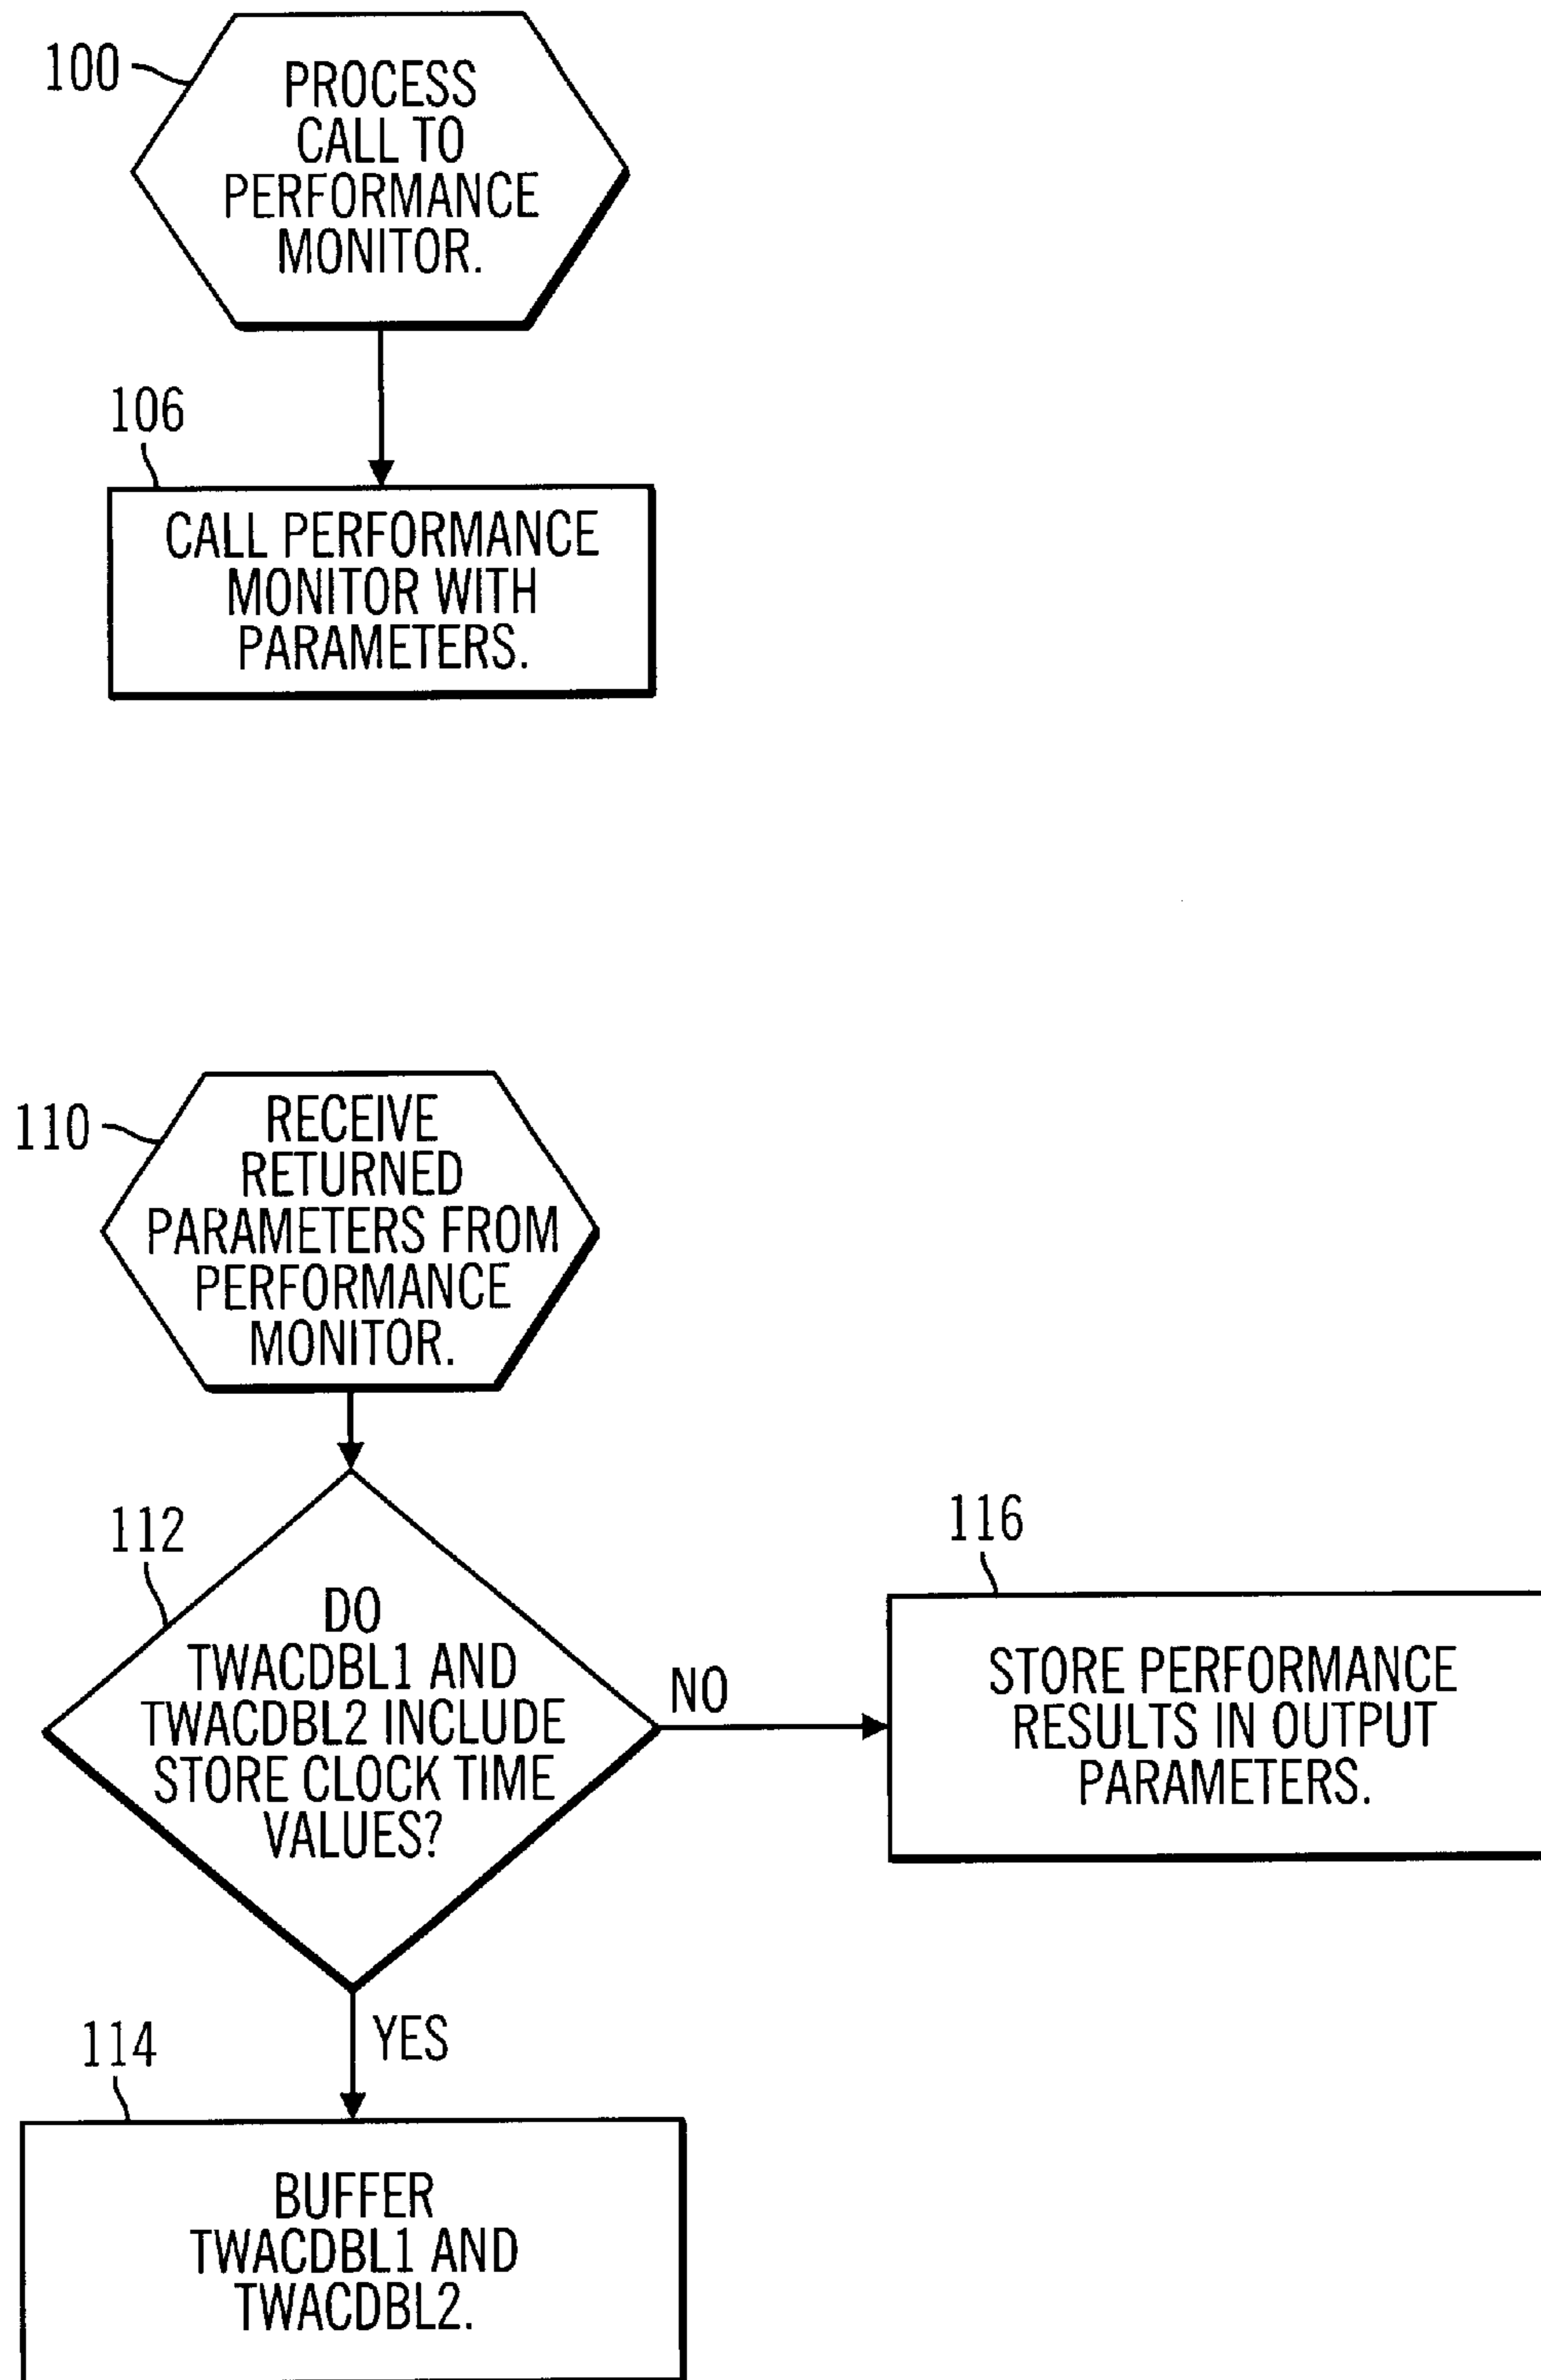 100
PROCESS
CALL TO
PERFORMANCE
MONITOR.
106
CALL PERFORMANCE
MONITOR WITH
PARAMETERS.
110
RECEIVE
RETURNED
PARAMETERS FROM
PERFORMANCE
MONITOR.
112
DO
TWACDBL1 AND
TWACDBL2 INCLUDE
STORE CLOCK TIME
VALUES?
NO
116
STORE PERFORMANCE
RESULTS IN OUTPUT
PARAMETERS.
YES
114
BUFFER
TWACDBL1 AND
TWACDBL2.